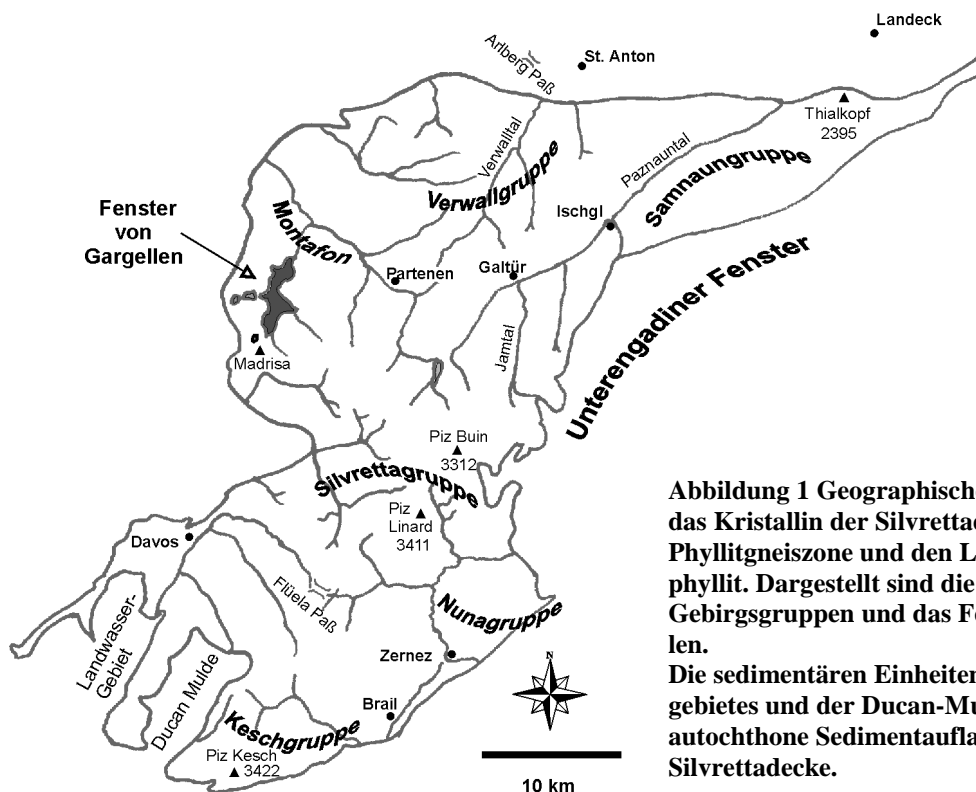 Landeck
Arlberg Paß
St. Anton
Thialkopf
2395
Verwalltal
Paznauntal
Samnaungruppe
Verwallgruppe
Fenster
von
Gargellen
Montafon
Ischgl
Partenen
Galtür
Unterengadiner Fenster
Jamtal
Madrisa
Piz Buin
3312
Silvrettagruppe
Piz
Linard
3411
Davos
Flüela Paß
Nunagruppe
Landwasser-
Gebiet
Ducan Mulde
Zernez
Brail
Keschgruppe
Piz Kesch
3422
N
10 km
Abbildung 1 Geographische
das Kristallin der Silvretta
Phyllitgneiszone und den L
phyllit. Dargestellt sind die
Gebirgsgruppen und das F
len.
Die sedimentären Einheiten
gebietes und der Ducan-Mu
autochthone Sedimentaufla
Silvrettadecke.